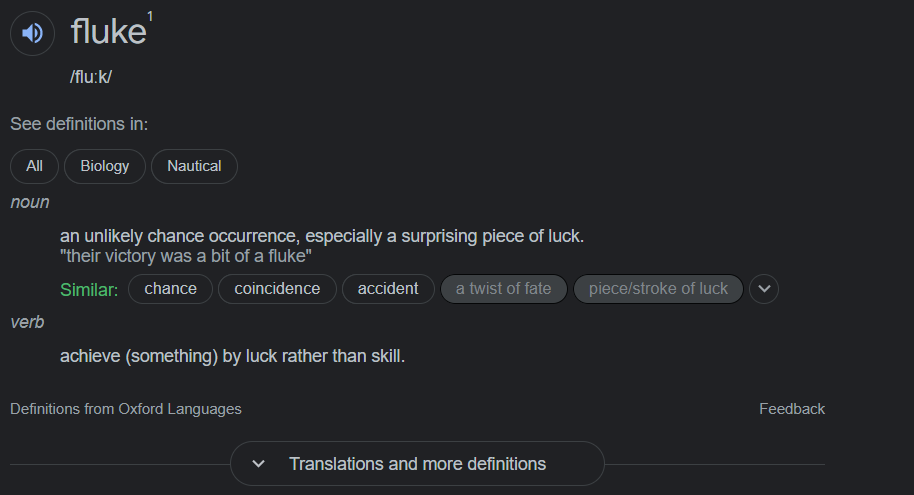 fluke¹
/fluːk/
See definitions in:
All Biology Nautical
noun
an unlikely chance occurrence, especially a surprising piece of luck.
"their victory was a bit of a fluke"
Similar: chance coincidence accident a twist of fate piece/stroke of luck
verb
achieve (something) by luck rather than skill.
Definitions from Oxford Languages Feedback
Translations and more definitions